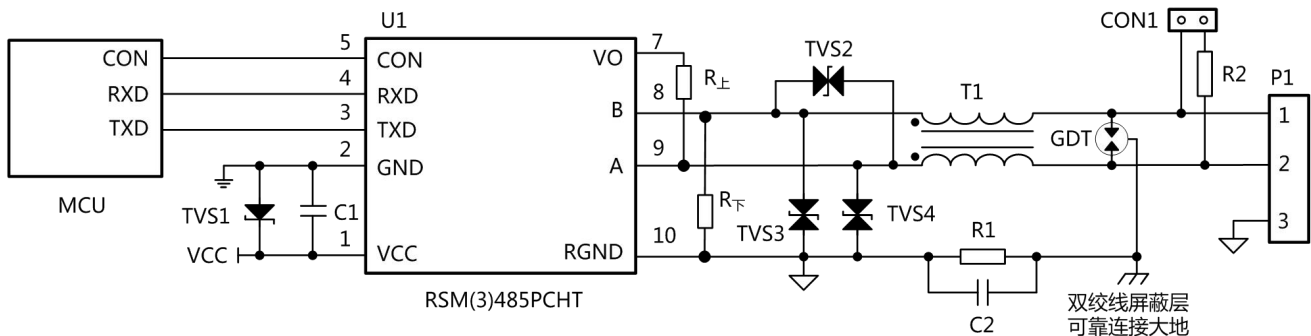 U1
CON1
MCU
CON
RXD
TXD
5
4
3
2
1
CON
RXD
TXD
GND
VCC
VO
B
A
RGND
7
8
9
10
RSM(3)485PCHT
TVS1
C1
VCC
R上
R下
TVS2
TVS3
TVS4
T1
GDT
R1
C2
R2
P1
1
2
3
双绞线屏蔽层
可靠连接大地